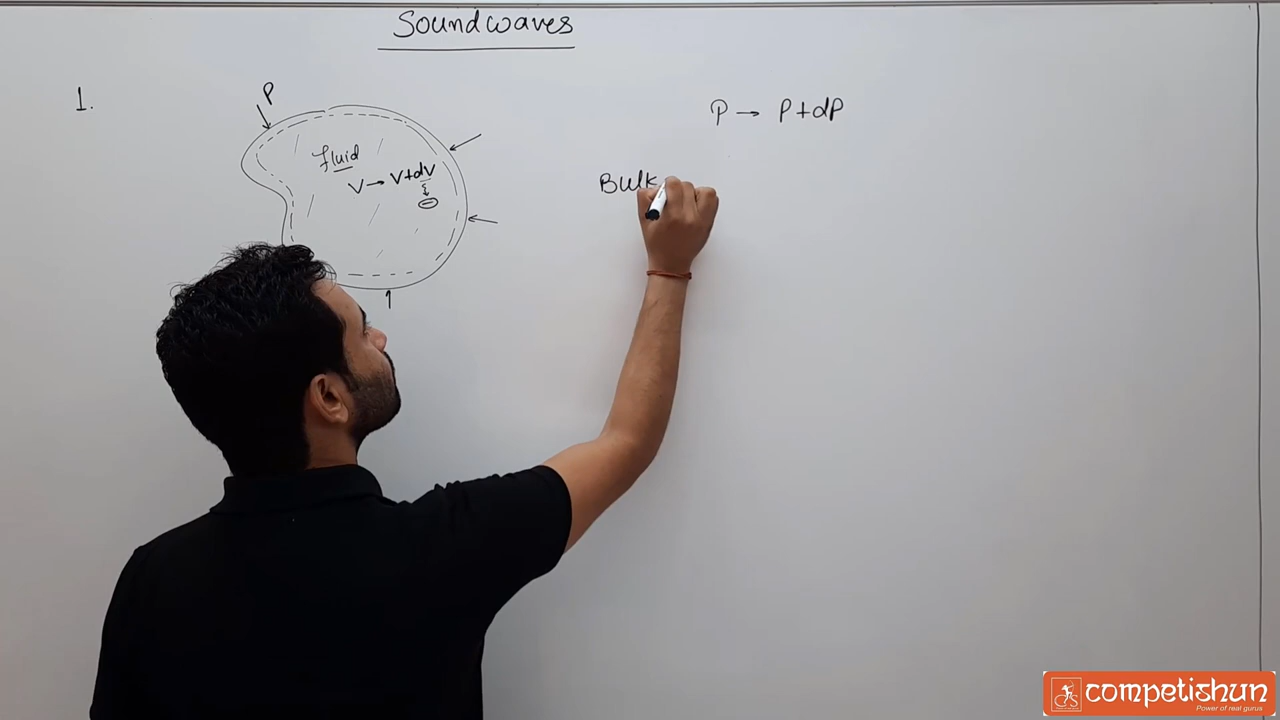 Soundwaves
1.
P
P → P+dP
fluid
V → V+dV
Bulk
competishun
Power of real gurus